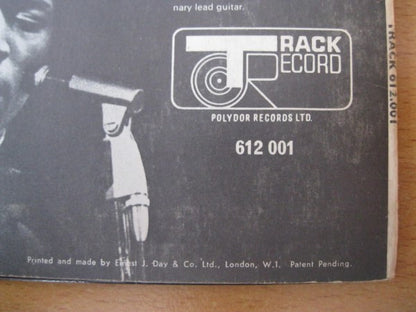 nary lead guitar.
TRACK
RECORD
POLYDOR RECORDS LTD.
612 001
TRACK 612.001
Printed and made by Ernest J. Day & Co. Ltd., London, W.1. Patent Pending.